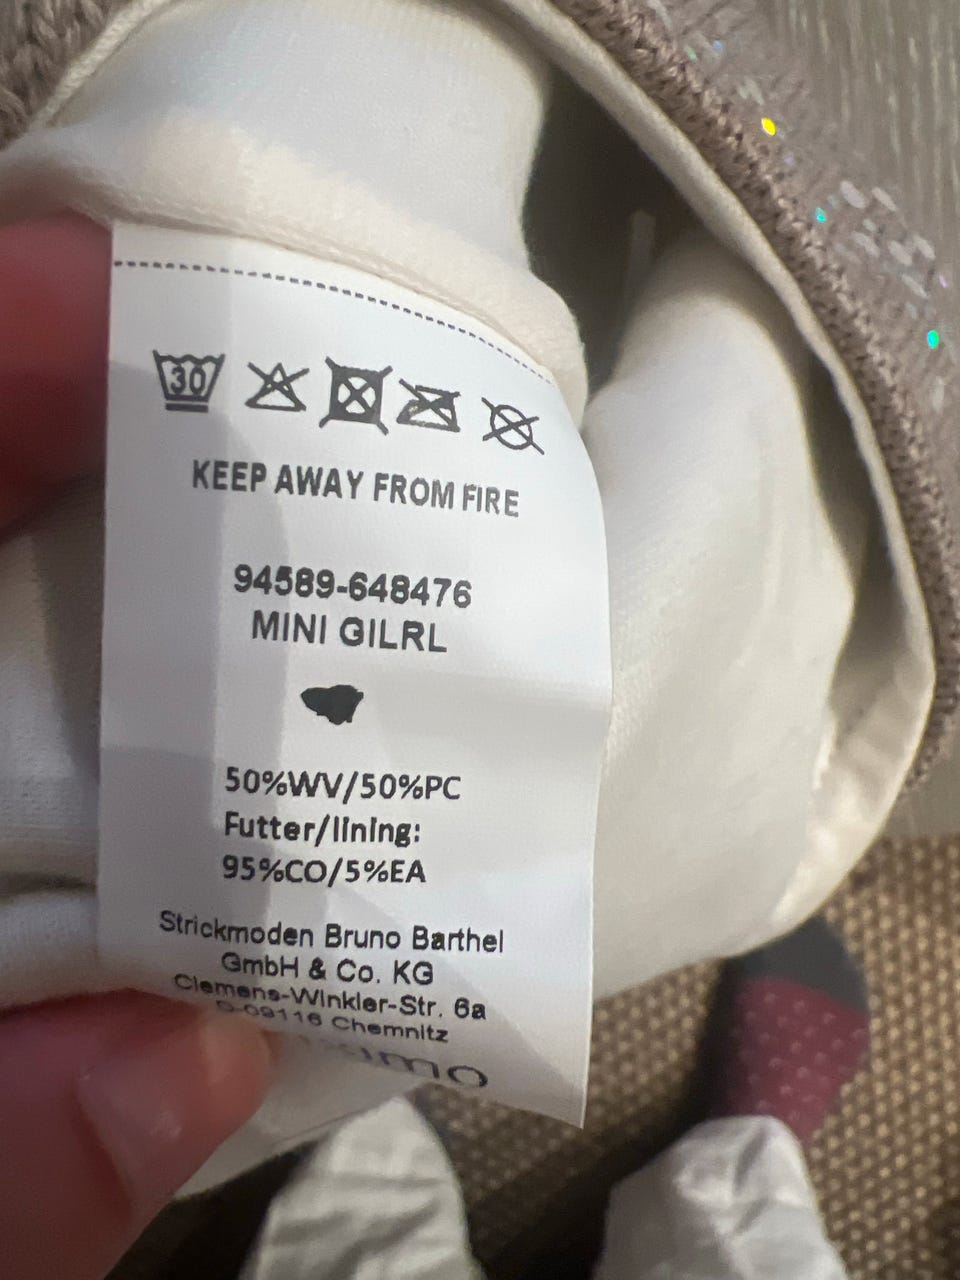 30
KEEP AWAY FROM FIRE
94589-648476
MINI GILRL
50%WV/50%PC
Futter/lining:
95%CO/5%EA
Strickmoden Bruno Barthel
GmbH & Co. KG
Clemens-Winkler-Str. 6a
D-09116 Chemnitz